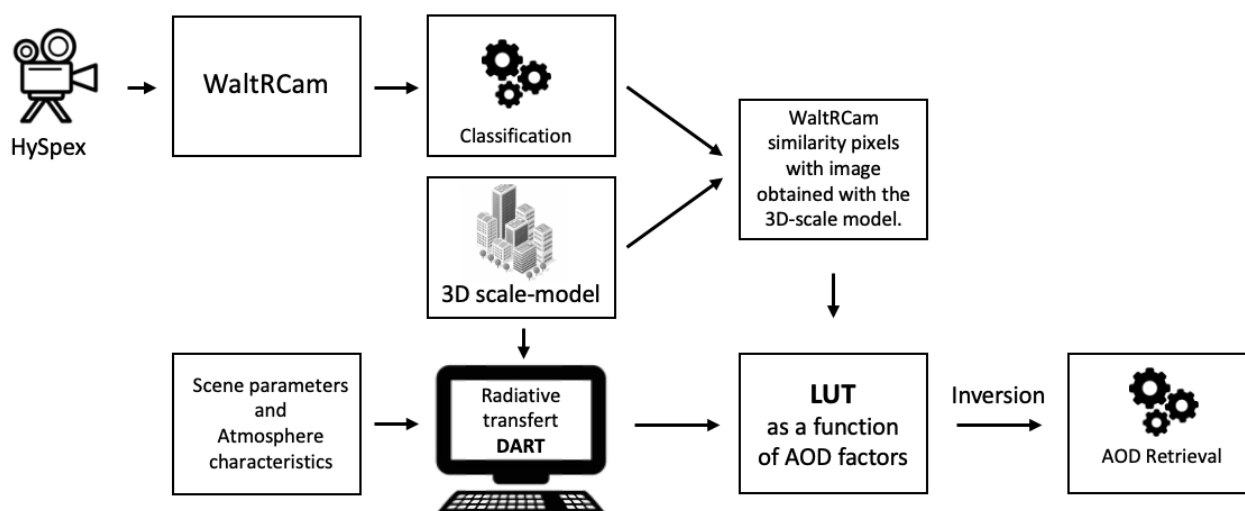 HySpex
WaltRCam
Classification
3D scale-model
WaltRCam
similarity pixels
with image
obtained with the
3D-scale model.
Scene parameters
and
Atmosphere
characteristics
Radiative
transfert
DART
LUT
as a function
of AOD factors
Inversion
AOD Retrieval